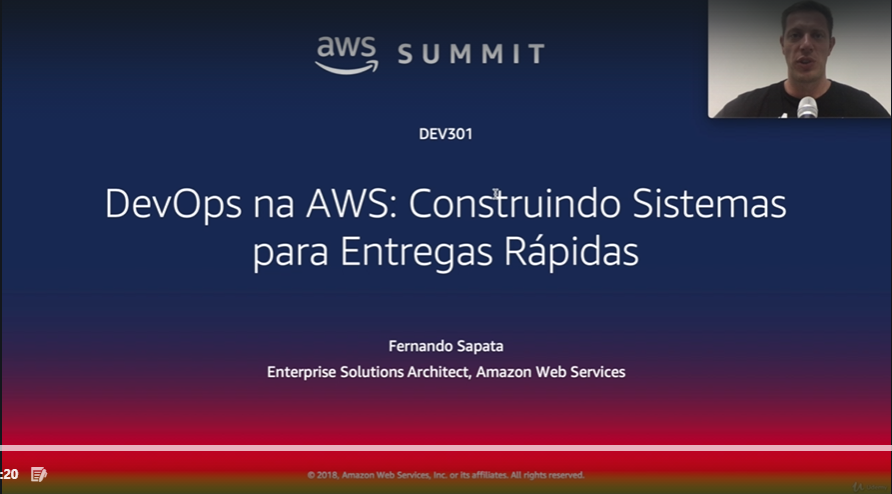 aws SUMMIT
DEV301
DevOps na AWS: Construindo Sistemas
para Entregas Rápidas
Fernando Sapata
Enterprise Solutions Architect, Amazon Web Services
:20
© 2018, Amazon Web Services, Inc. or its affiliates. All rights reserved.